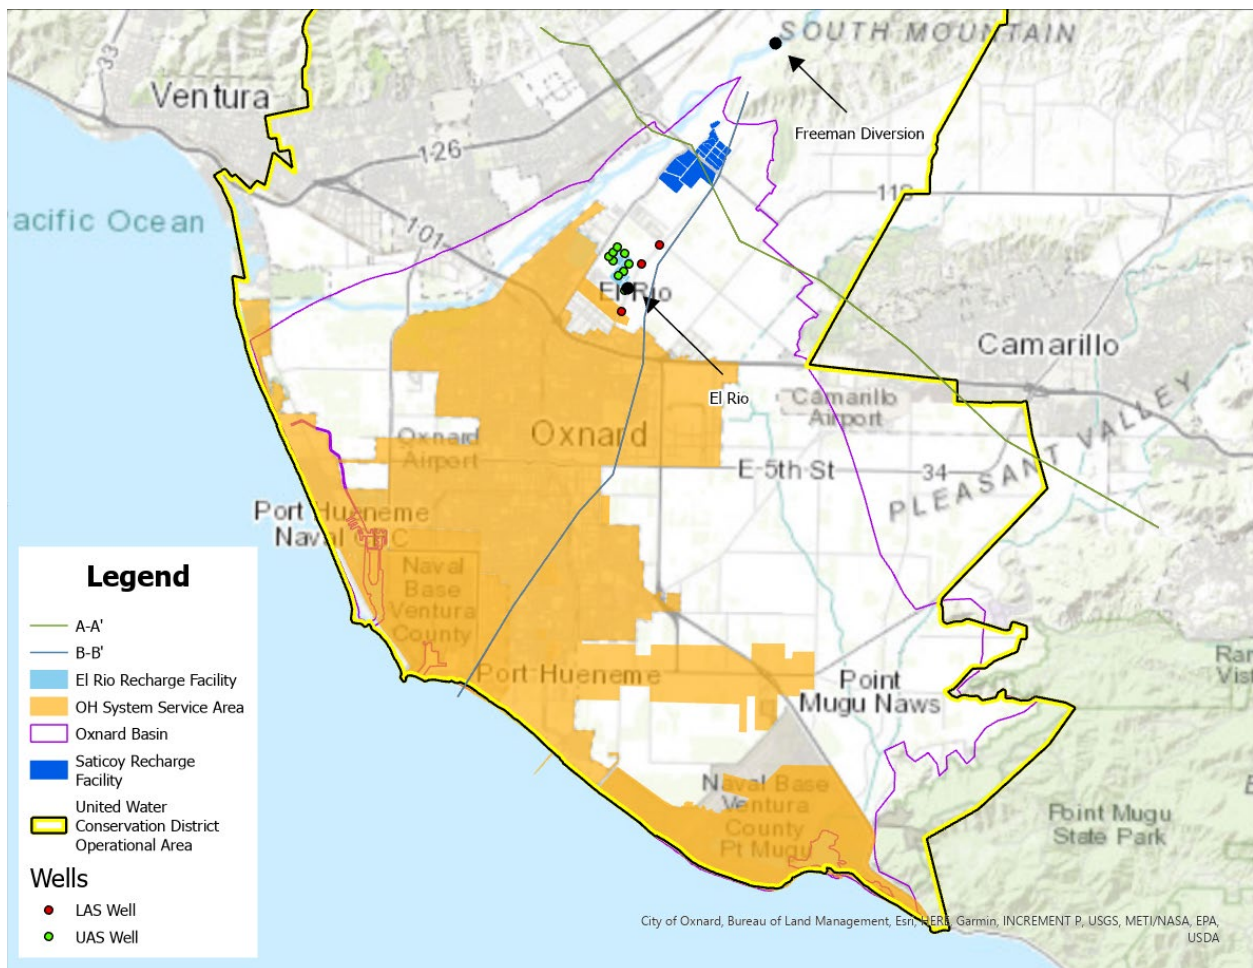 SOUTH MOUNTAIN
33
Ventura
Freeman Diversion
126
118
acific Ocean
101
El Rio
Camarillo
El Rio
Camarillo
Airport
Oxnard
Oxnard
Airport
E-5th St
34
PLEASANT VALLEY
Port Hueneme
Naval
Naval
Base
Ventura
County
Port Hueneme
Point
Mugu Naws
Naval Base
Ventura
County
Pt Mugu
Point Mugu
State Park
Legend
A-A'
B-B'
El Rio Recharge Facility
OH System Service Area
Oxnard Basin
Saticoy Recharge
Facility
United Water
Conservation District
Operational Area
Wells
LAS Well
UAS Well
City of Oxnard, Bureau of Land Management, Esri, HERE, Garmin, INCREMENT P, USGS, METI/NASA, EPA,
USDA